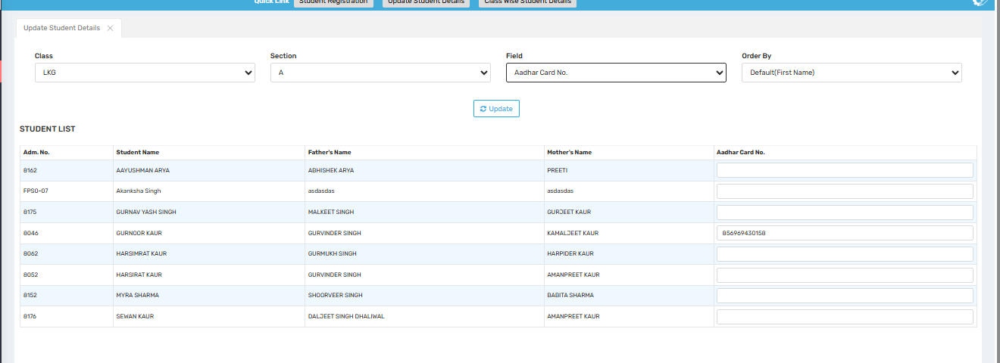 Quick Link Student Registration Update Student Details Class Wise Student Details
Update Student Details
Class Section Field Order By
LKG A Aadhar Card No. Default(First Name)
Update
STUDENT LIST
Adm. No. Student Name Father's Name Mother's Name Aadhar Card No.
8162 AAYUSHMAN ARYA ABHISHEK ARYA PREETI
FPS0-07 Akanksha Singh asdasdas asdasdas
8175 GURNAV YASH SINGH MALKEET SINGH GURJEET KAUR
8046 GURNOOR KAUR GURVINDER SINGH KAMALJEET KAUR 856969430158
8062 HARSIMRAT KAUR GURMUKH SINGH HARPIDER KAUR
8052 HARSIRAT KAUR GURVINDER SINGH AMANPREET KAUR
8152 MYRA SHARMA SHOORVEER SINGH BABITA SHARMA
8176 SEWAN KAUR DALJEET SINGH DHALIWAL AMANPREET KAUR